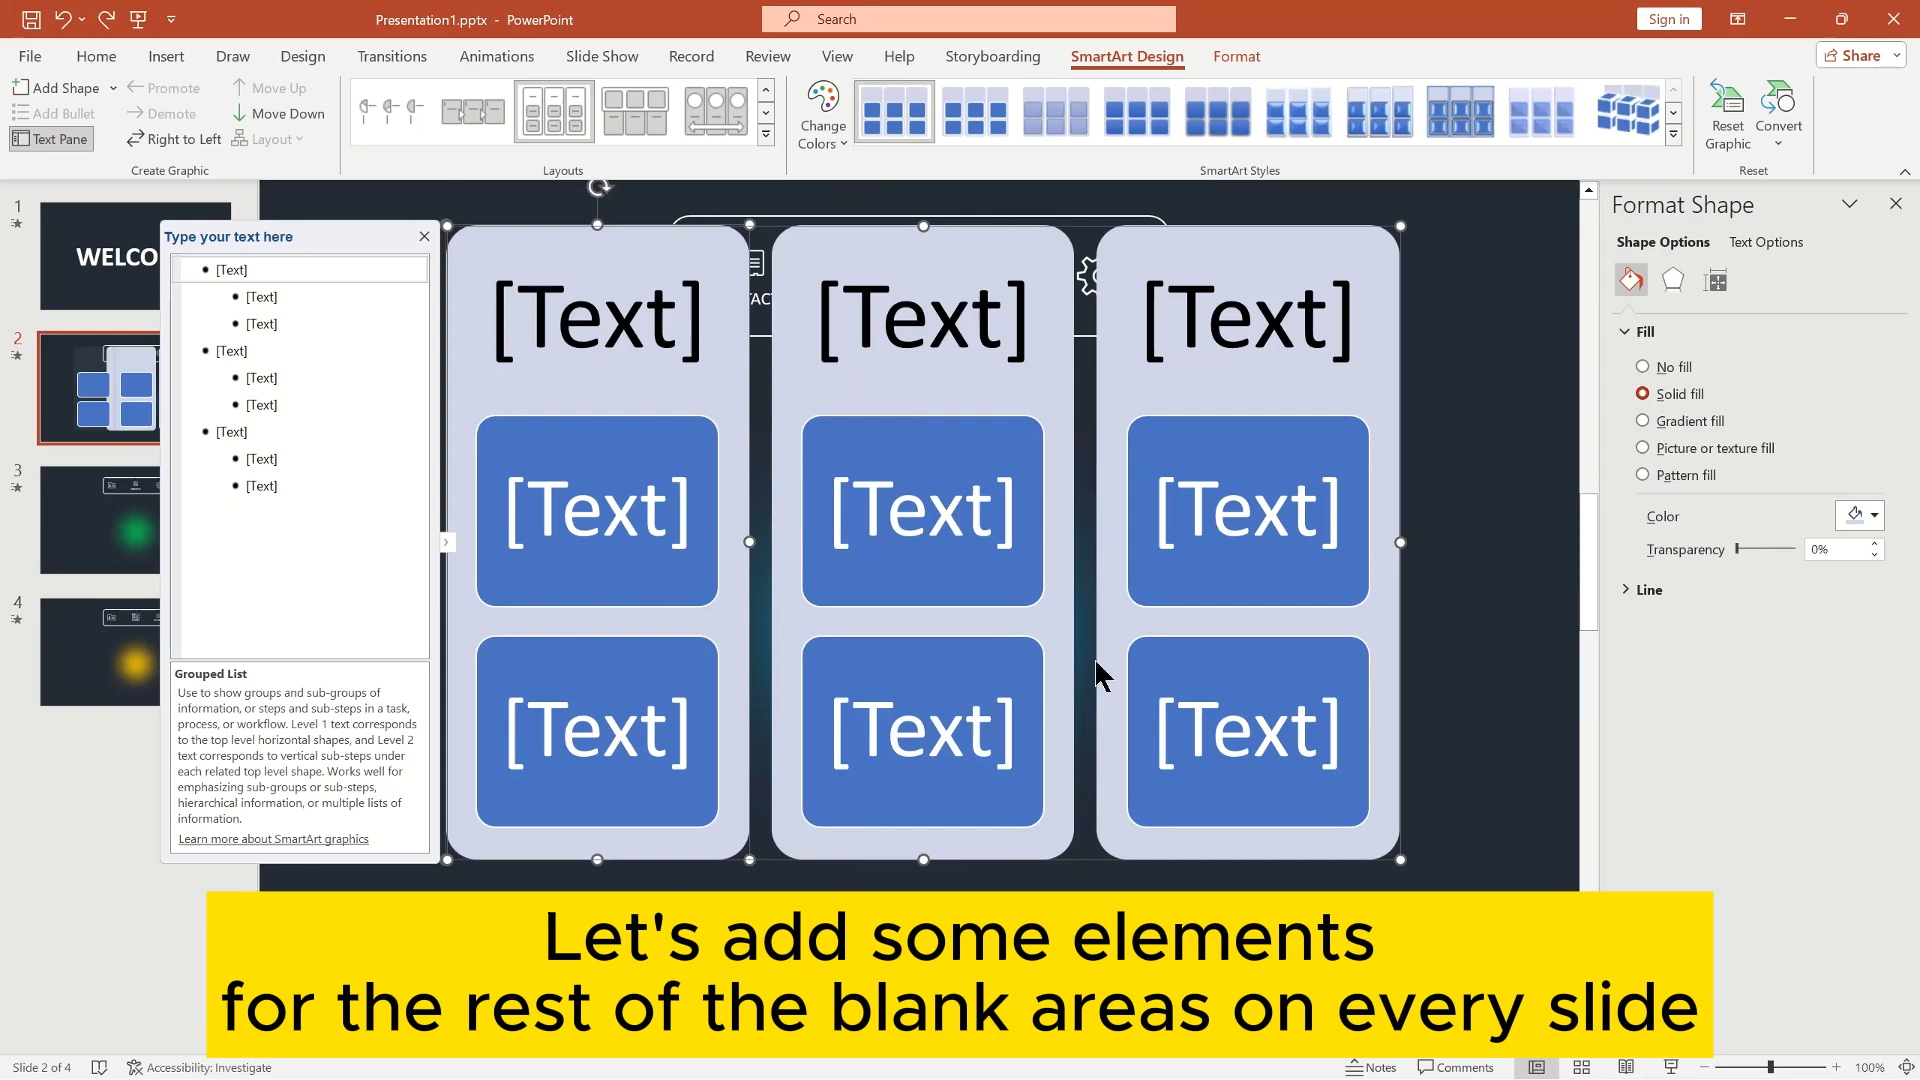 Presentation1.pptx - PowerPoint
Search
Sign in
File Home Insert Draw Design Transitions Animations Slide Show Record Review View Help Storyboarding SmartArt Design Format
Share
Add Shape Promote Move Up
Add Bullet Demote Move Down
Text Pane Right to Left Layout
Create Graphic
Layouts
Change
Colors
SmartArt Styles
Reset
Graphic
Convert
Reset
1
WELCO
2
3
4
Type your text here
[Text]
[Text]
[Text]
[Text]
[Text]
[Text]
[Text]
[Text]
[Text]
Grouped List
Use to show groups and sub-groups of
information, or steps and sub-steps in a task,
process, or workflow. Level 1 text corresponds
to the top level horizontal shapes, and Level 2
text corresponds to vertical sub-steps under
each related top level shape. Works well for
emphasizing sub-groups or sub-steps,
hierarchical information, or multiple lists of
information.
Learn more about SmartArt graphics
[Text] [Text] [Text]
[Text] [Text] [Text]
[Text] [Text] [Text]
Format Shape
Shape Options Text Options
Fill
No fill
Solid fill
Gradient fill
Picture or texture fill
Pattern fill
Color
Transparency 0%
Line
Let's add some elements
for the rest of the blank areas on every slide
Slide 2 of 4 Accessibility: Investigate Notes Comments 100%